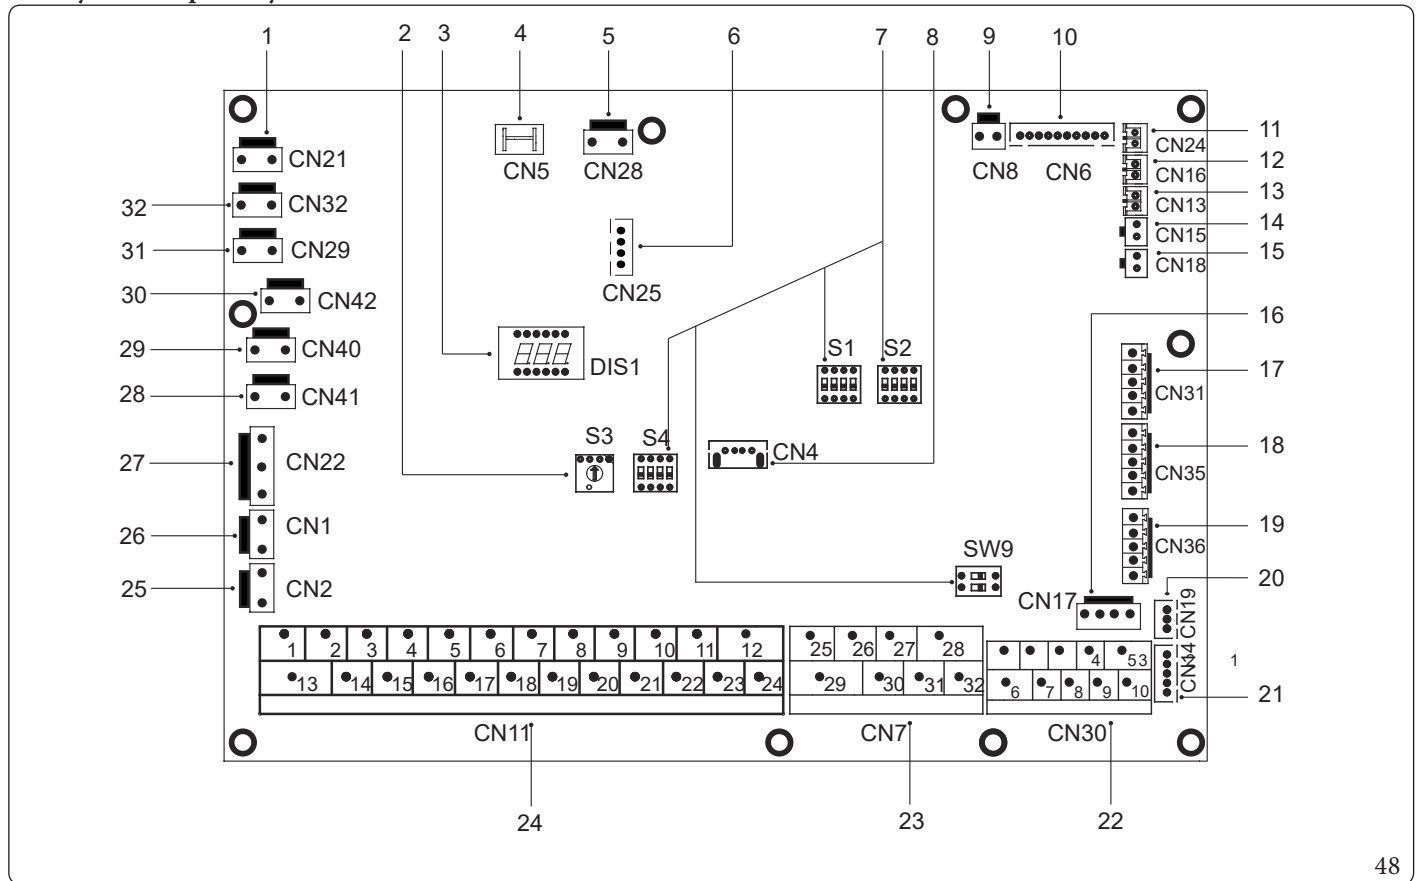 1 2 3 4 5 6 7 8 9 10
CN21 CN5 CN28 CN8 CN6 CN24 11
CN16 12
32 CN32 CN13 13
31 CN29 CN15 14
CN18 15
30 CN42 CN25
16
29 CN40 3 DIS1 S1 S2
28 CN41 CN31 17
27 CN22 2 S3 S4 CN4 CN35 18
26 CN1 SW9 CN36 19
25 CN2 CN17 CN19 20
1 2 3 4 5 6 7 8 9 10 11 12 25 26 27 28 4 53 CN14 1
13 14 15 16 17 18 19 20 21 22 23 24 29 30 31 32 6 7 8 9 10 21
CN11 CN7 CN30
24 23 22
48